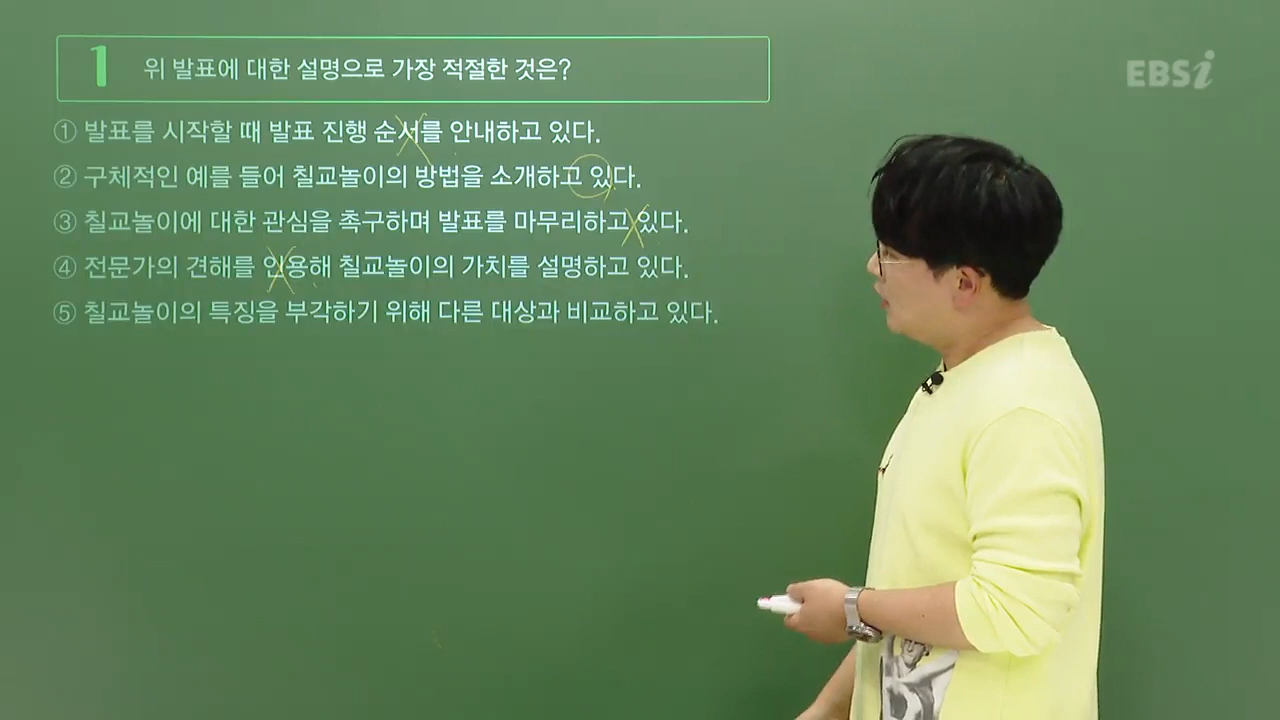 EBSi
1 위 발표에 대한 설명으로 가장 적절한 것은?
① 발표를 시작할 때 발표 진행 순서를 안내하고 있다.
② 구체적인 예를 들어 칠교놀이의 방법을 소개하고 있다.
③ 칠교놀이에 대한 관심을 촉구하며 발표를 마무리하고 있다.
④ 전문가의 견해를 인용해 칠교놀이의 가치를 설명하고 있다.
⑤ 칠교놀이의 특징을 부각하기 위해 다른 대상과 비교하고 있다.